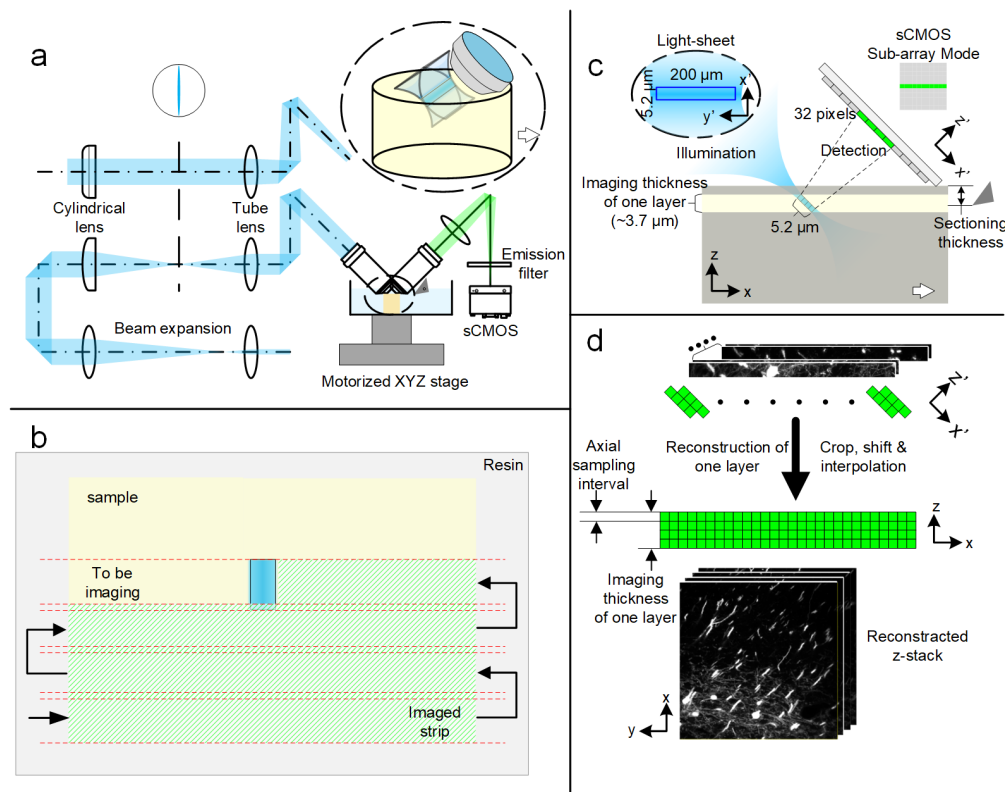 a
Cylindrical
lens
Tube
lens
Beam expansion
Emission
filter
sCMOS
Motorized XYZ stage
b
Resin
sample
To be
imaging
Imaged
strip
c
Light-sheet
200 µm
5.2 µm
x'
y'
Illumination
sCMOS
Sub-array Mode
32 pixels
Detection
z'
x'
Imaging thickness
of one layer
(~3.7 µm)
5.2 µm
Sectioning
thickness
z
x
d
z'
x'
Reconstruction of
one layer
Crop, shift &
interpolation
Axial
sampling
interval
z
x
Imaging
thickness
of one layer
Reconstracted
z-stack
x
y